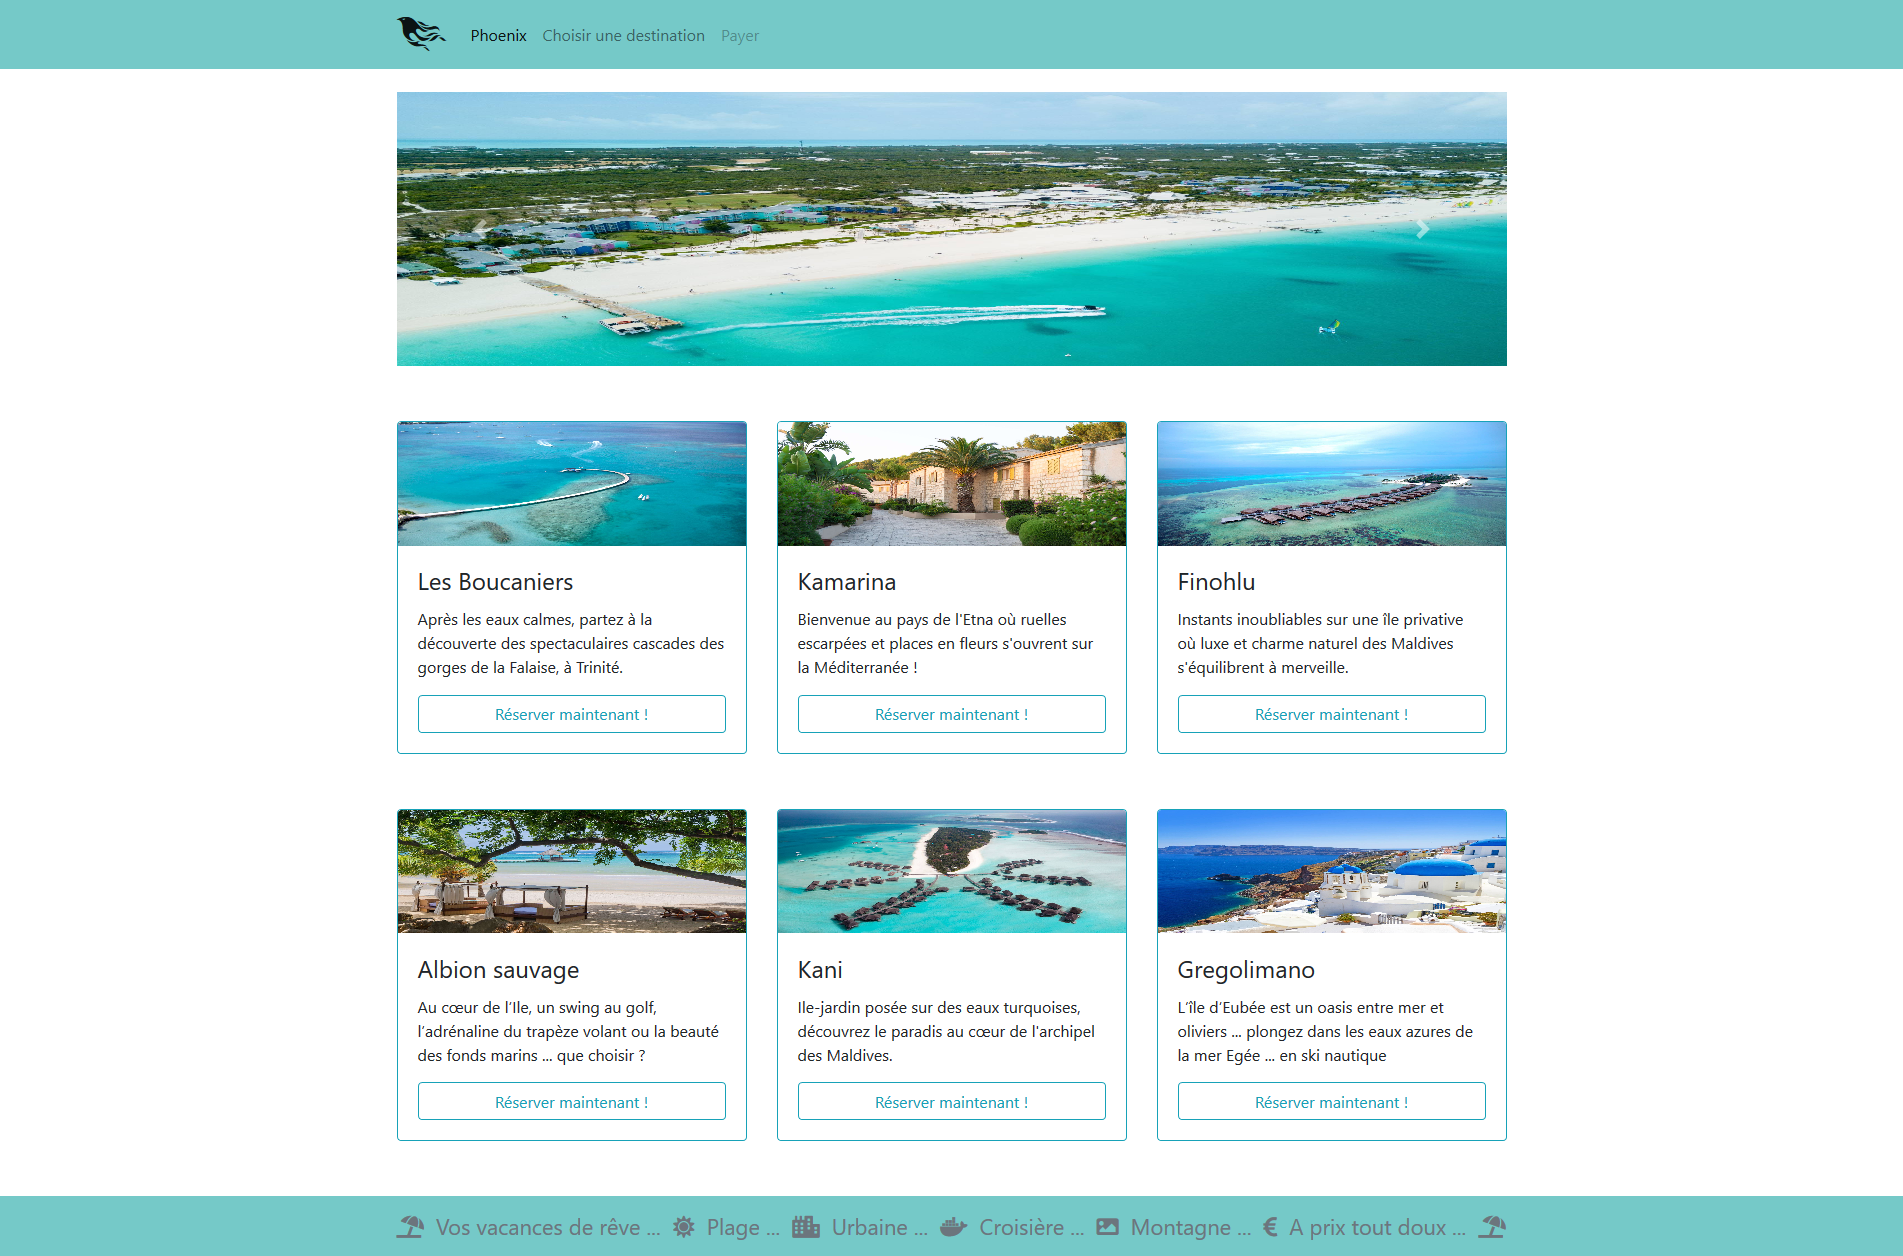 Phoenix Choisir une destination Payer
Les Boucaniers
Après les eaux calmes, partez à la
découverte des spectaculaires cascades des
gorges de la Falaise, à Trinité.
Réserver maintenant !
Kamarina
Bienvenue au pays de l'Etna où ruelles
escarpées et places en fleurs s'ouvrent sur
la Méditerranée !
Réserver maintenant !
Finohlu
Instants inoubliables sur une île privative
où luxe et charme naturel des Maldives
s'équilibrent à merveille.
Réserver maintenant !
Albion sauvage
Au cœur de l’Ile, un swing au golf,
l’adrénaline du trapèze volant ou la beauté
des fonds marins ... que choisir ?
Réserver maintenant !
Kani
Ile-jardin posée sur des eaux turquoises,
découvrez le paradis au cœur de l'archipel
des Maldives.
Réserver maintenant !
Gregolimano
L’île d’Eubée est un oasis entre mer et
oliviers ... plongez dans les eaux azures de
la mer Egée ... en ski nautique
Réserver maintenant !
Vos vacances de rêve ... Plage ... Urbaine ... Croisière ... Montagne ... € A prix tout doux ...